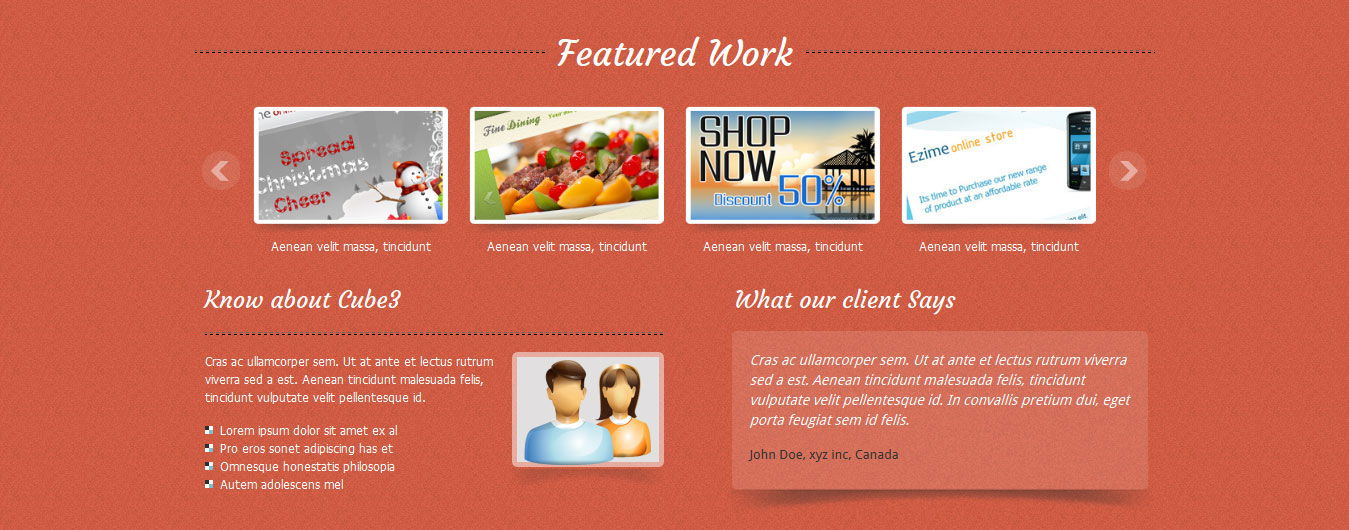 Featured Work
Spread
Christmas
Cheer
Fine Dining
SHOP
NOW
Discount 50%
Ezime online store
Its time to Purchase our new range
of product at an affordable rate
Aenean velit massa, tincidunt
Aenean velit massa, tincidunt
Aenean velit massa, tincidunt
Aenean velit massa, tincidunt
Know about Cube3
Cras ac ullamcorper sem. Ut at ante et lectus rutrum
viverra sed a est. Aenean tincidunt malesuada felis,
tincidunt vulputate velit pellentesque id.
Lorem ipsum dolor sit amet ex al
Pro eros sonet adipiscing has et
Omnesque honestatis philosopia
Autem adolescens mel
What our client Says
Cras ac ullamcorper sem. Ut at ante et lectus rutrum viverra
sed a est. Aenean tincidunt malesuada felis, tincidunt
vulputate velit pellentesque id. In convallis pretium dui, eget
porta feugiat sem id felis.
John Doe, xyz inc, Canada